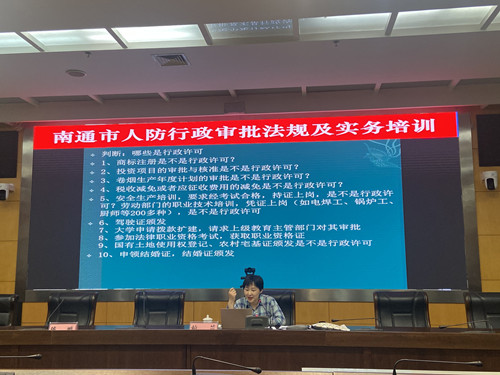 南通市人防行政审批法规及实务培训
判断：哪些是行政许可
1、商标注册是不是行政许可？
2、投资项目的审批与核准是不是行政许可？
3、卷烟生产年度计划的审批是不是行政许可？
4、税收减免或者应征收费用的减免是不是行政许可？
5、安全生产培训，要求经考试合格，持证上岗，是不是行政许
可？劳动部门的职业技术培训，凭证上岗（如电焊工、锅炉工、
厨师等200多种），是不是行政许可
6、驾驶证颁发
7、大学申请拨款扩建，请求上级教育主管部门对其审批
8、参加法律职业资格考试，获取职业资格证
9、国有土地使用权登记、农村宅基证颁发是不是行政许可
10、申领结婚证，结婚证颁发